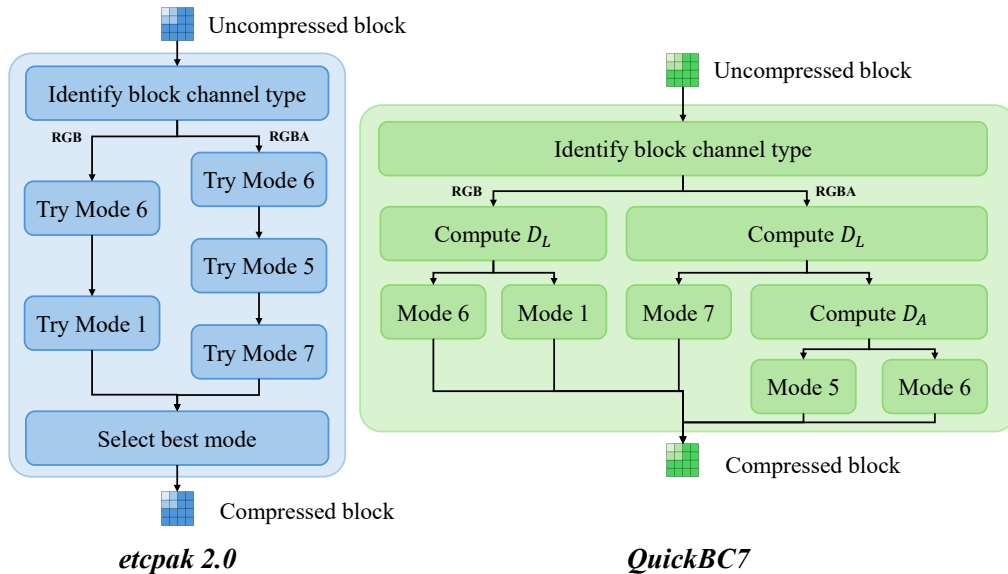 Uncompressed block
Identify block channel type
RGB
RGBA
Try Mode 6
Try Mode 6
Try Mode 5
Try Mode 1
Try Mode 7
Select best mode
Compressed block
etcpak 2.0
Uncompressed block
Identify block channel type
RGB
RGBA
Compute D_L
Compute D_L
Mode 6
Mode 1
Mode 7
Compute D_A
Mode 5
Mode 6
Compressed block
QuickBC7